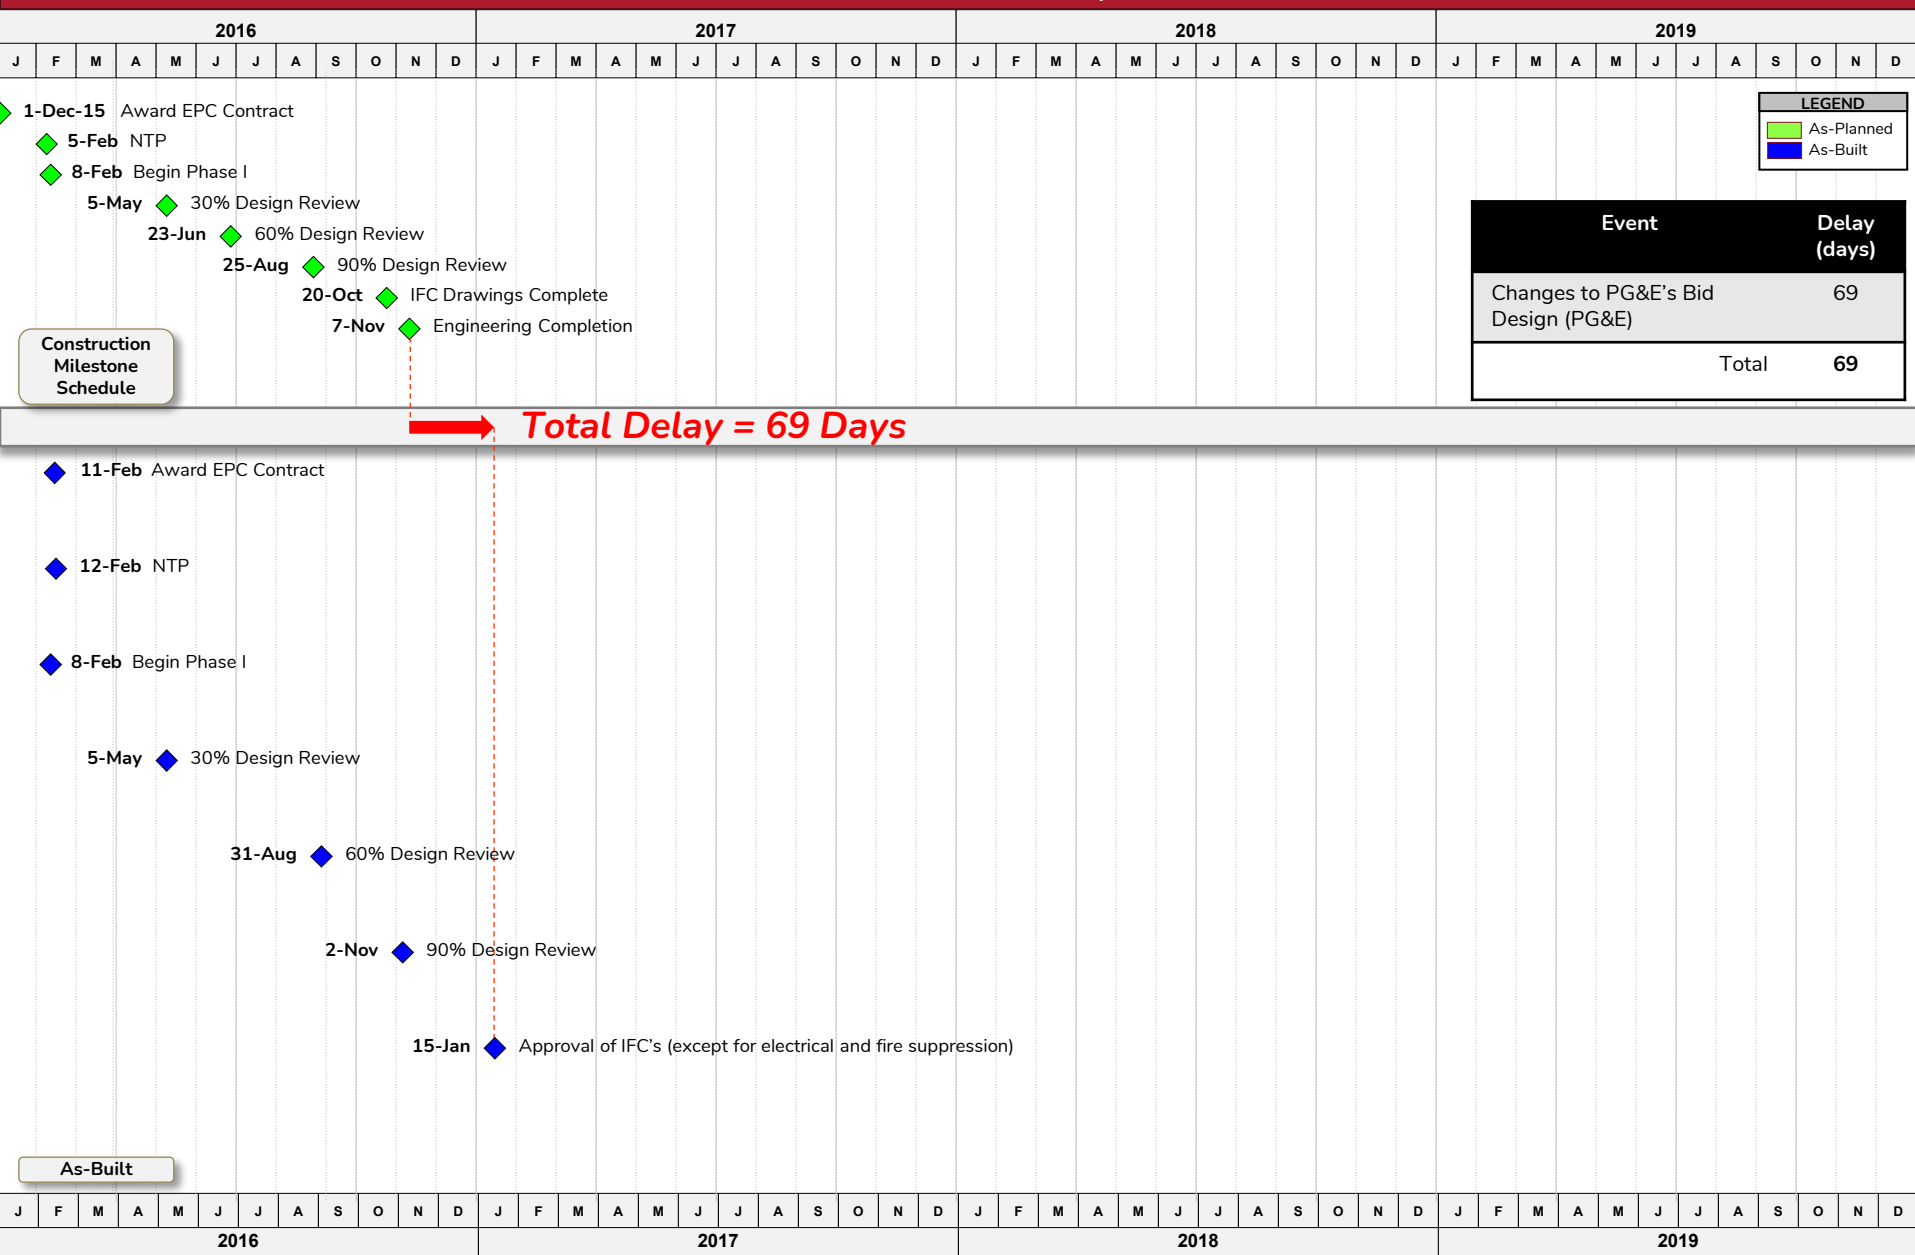 2016 2017 2018 2019
J F M A M J J A S O N D J F M A M J J A S O N D J F M A M J J A S O N D J F M A M J J A S O N D
1-Dec-15 Award EPC Contract
5-Feb NTP
8-Feb Begin Phase I
5-May 30% Design Review
23-Jun 60% Design Review
25-Aug 90% Design Review
20-Oct IFC Drawings Complete
7-Nov Engineering Completion
LEGEND
As-Planned
As-Built
Event Delay
(days)
Changes to PG&E's Bid 69
Design (PG&E)
Total 69
Construction
Milestone
Schedule
Total Delay = 69 Days
11-Feb Award EPC Contract
12-Feb NTP
8-Feb Begin Phase I
5-May 30% Design Review
31-Aug 60% Design Review
2-Nov 90% Design Review
15-Jan Approval of IFC's (except for electrical and fire suppression)
As-Built
J F M A M J J A S O N D J F M A M J J A S O N D J F M A M J J A S O N D J F M A M J J A S O N D
2016 2017 2018 2019